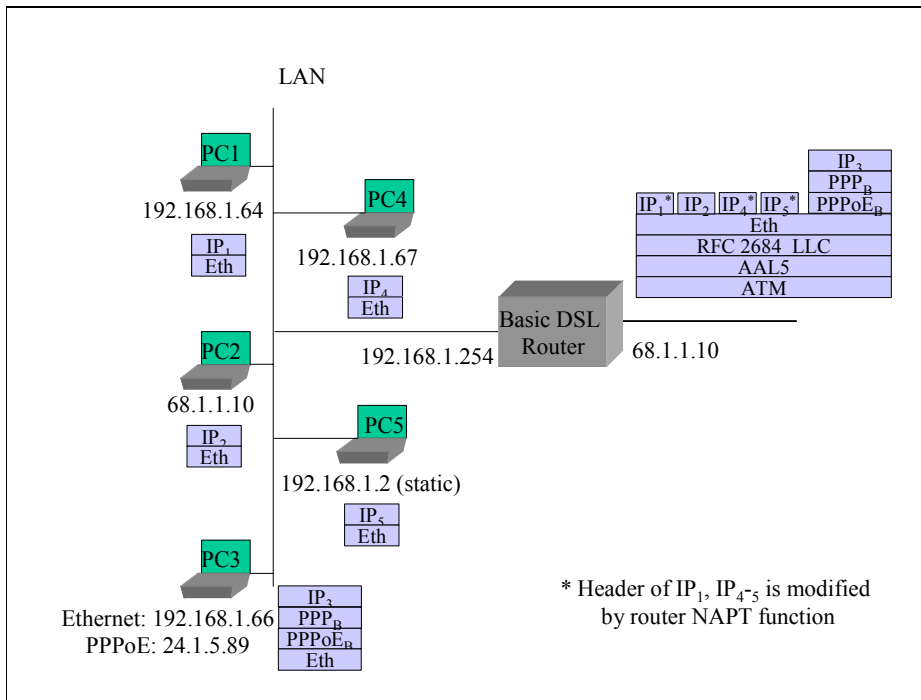 LAN
PC1
192.168.1.64
IP₁
Eth
PC4
192.168.1.67
IP₄
Eth
PC2
68.1.1.10
IP₂
Eth
PC5
192.168.1.2 (static)
IP₅
Eth
PC3
Ethernet: 192.168.1.66
PPPoE: 24.1.5.89
IP₃
PPP_B
PPPoE_B
Eth
192.168.1.254
Basic DSL
Router
68.1.1.10
IP₃
PPP_B
IP₁* IP₂ IP₄* IP₅* PPPoE_B
Eth
RFC 2684 LLC
AAL5
ATM
* Header of IP₁, IP₄-₅ is modified
by router NAPT function